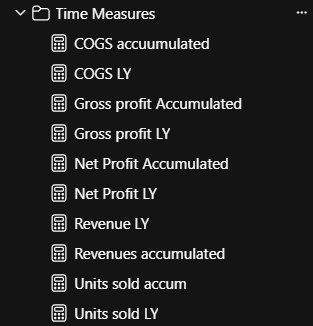 Time Measures
COGS accuumulated
COGS LY
Gross profit Accumulated
Gross profit LY
Net Profit Accumulated
Net Profit LY
Revenue LY
Revenues accumulated
Units sold accum
Units sold LY